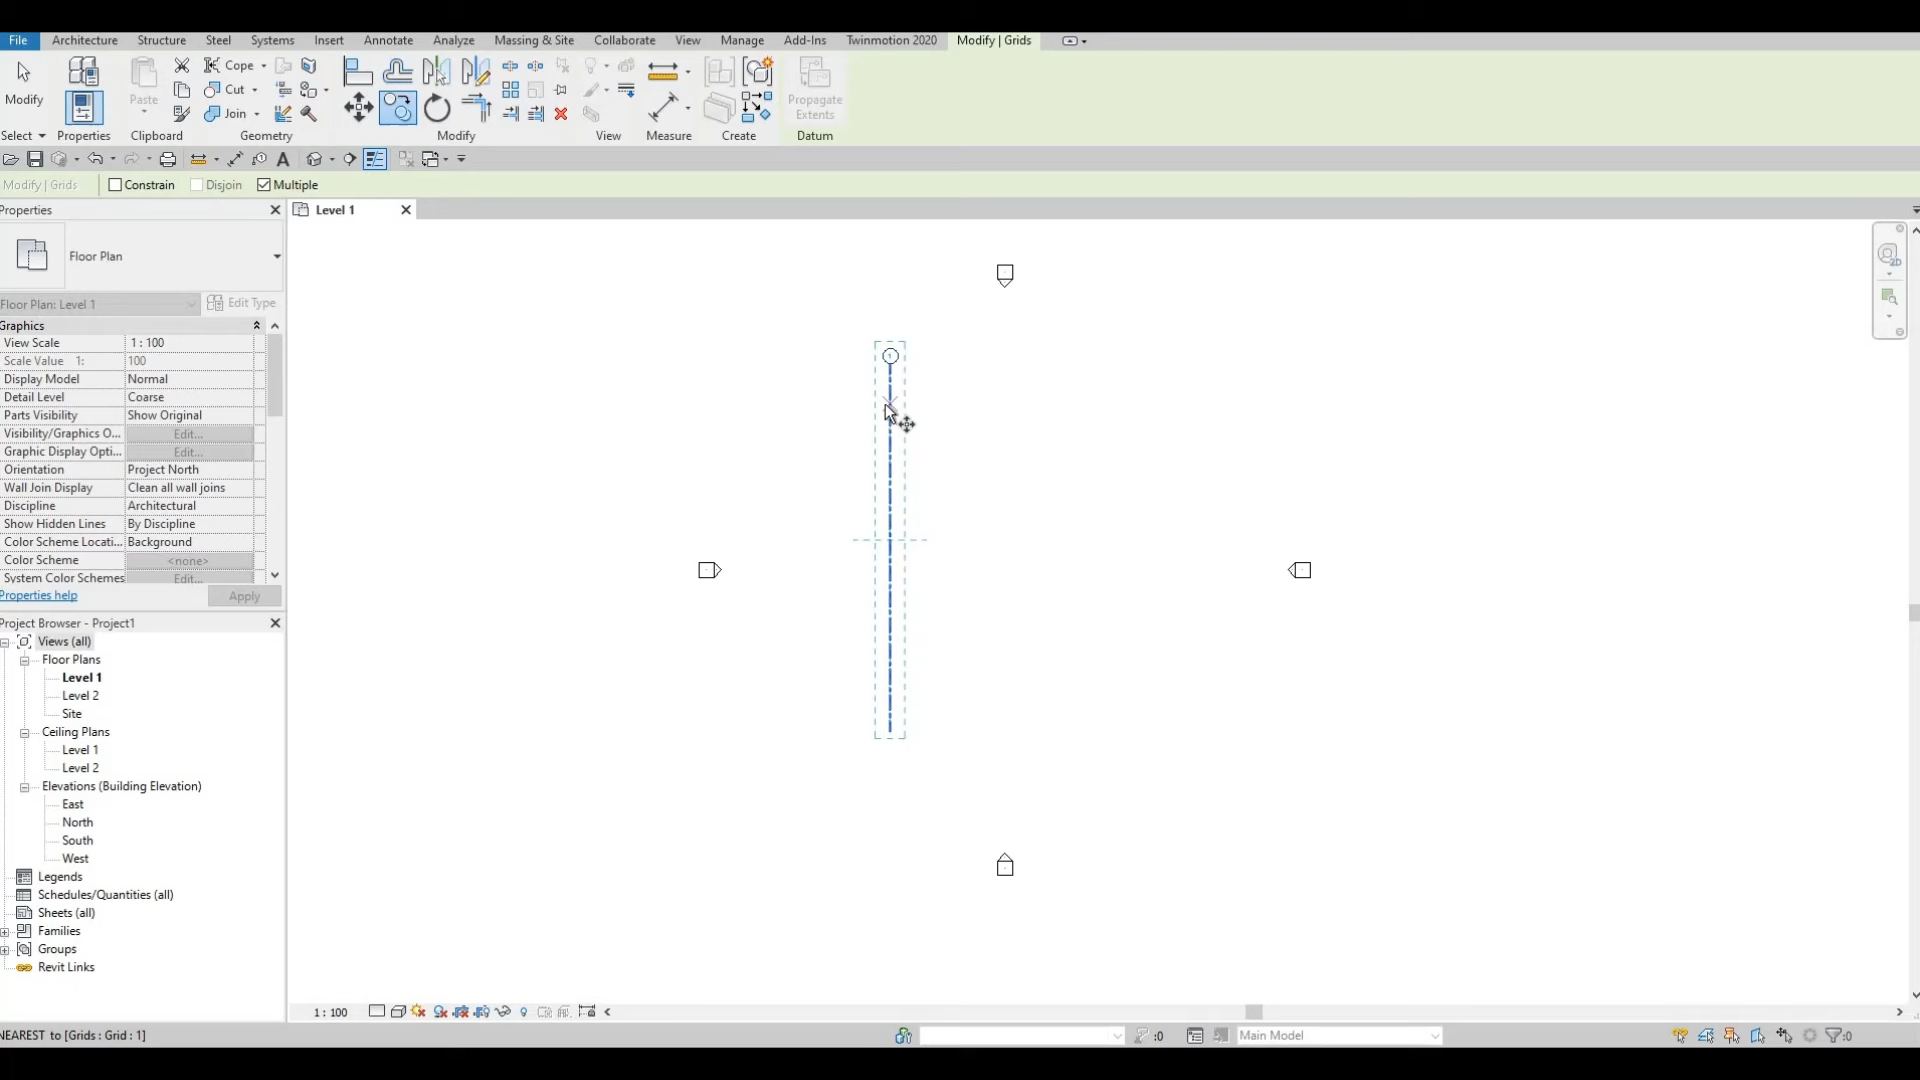 File Architecture Structure Steel Systems Insert Annotate Analyze Massing & Site Collaborate View Manage Add-Ins Twinmotion 2020 Modify | Grids
Modify Paste Cope Cut Join Propagate Extents
Select Properties Clipboard Geometry Modify View Measure Create Datum
Modify | Grids Constrain Disjoin Multiple
Properties
Level 1
Floor Plan
Floor Plan: Level 1 Edit Type
Graphics
View Scale 1 : 100
Scale Value 1: 100
Display Model Normal
Detail Level Coarse
Parts Visibility Show Original
Visibility/Graphics O... Edit...
Graphic Display Opti... Edit...
Orientation Project North
Wall Join Display Clean all wall joins
Discipline Architectural
Show Hidden Lines By Discipline
Color Scheme Locati... Background
Color Scheme <none>
System Color Schemes Edit...
Properties help Apply
Project Browser - Project1
Views (all)
Floor Plans
Level 1
Level 2
Site
Ceiling Plans
Level 1
Level 2
Elevations (Building Elevation)
East
North
South
West
Legends
Schedules/Quantities (all)
Sheets (all)
Families
Groups
Revit Links
1
2D
1 : 100
NEAREST to [Grids : Grid : 1] :0 Main Model :0